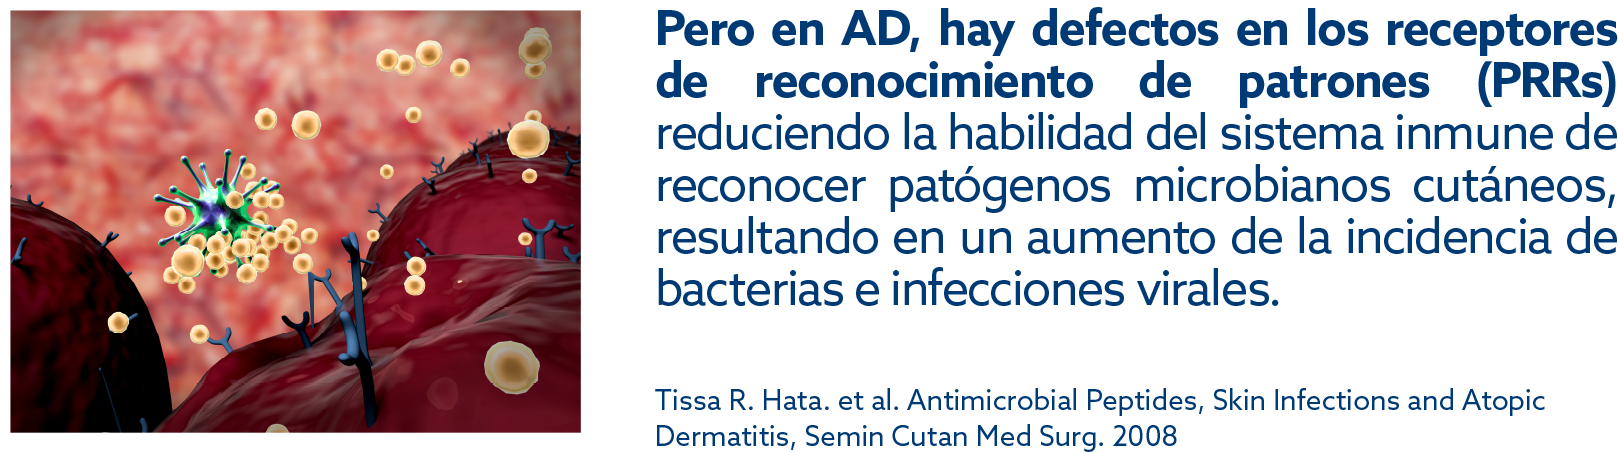 Pero en AD, hay defectos en los receptores
de reconocimiento de patrones (PRRs)
reduciendo la habilidad del sistema inmune de
reconocer patógenos microbianos cutáneos,
resultando en un aumento de la incidencia de
bacterias e infecciones virales.
Tissa R. Hata. et al. Antimicrobial Peptides, Skin Infections and Atopic
Dermatitis, Semin Cutan Med Surg. 2008